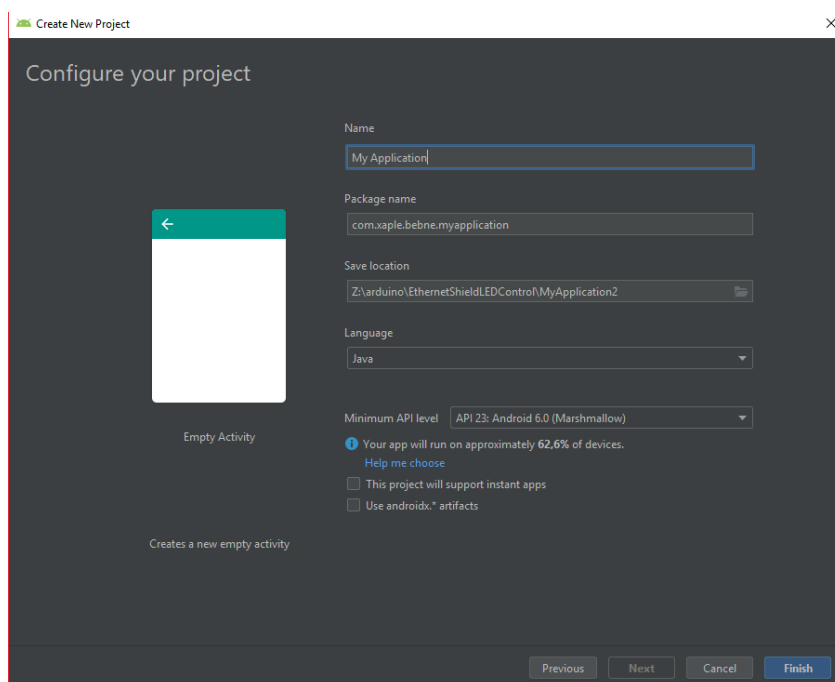 Create New Project
Configure your project
Name
My Application
Package name
com.xaple.bebne.myapplication
Save location
Z:\arduino\EthernetShieldLEDControl\MyApplication2
Language
Java
Minimum API level API 23: Android 6.0 (Marshmallow)
Your app will run on approximately 62,6% of devices.
Help me choose
This project will support instant apps
Use androidx.* artifacts
Empty Activity
Creates a new empty activity
Previous Next Cancel Finish